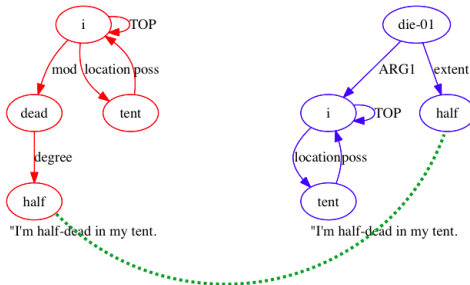 i
TOP
mod
location
poss
dead
tent
degree
half
"I'm half-dead in my tent.
die-01
ARG1
extent
i
TOP
half
location
poss
tent
"I'm half-dead in my tent.